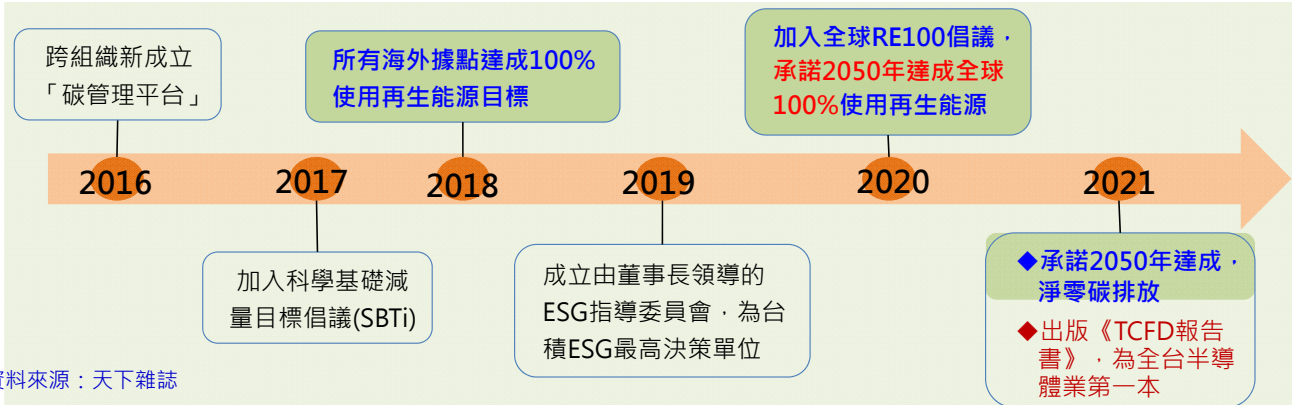 跨組織新成立
「碳管理平台」
所有海外據點達成100%
使用再生能源目標
加入全球RE100倡議，
承諾2050年達成全球
100%使用再生能源
2016
2017
2018
2019
2020
2021
加入科學基礎減
量目標倡議(SBTi)
成立由董事長領導的
ESG指導委員會，為台
積ESG最高決策單位
◆承諾2050年達成，
淨零碳排放
◆出版《TCFD報告
書》，為全台半導
體業第一本
資料來源：天下雜誌